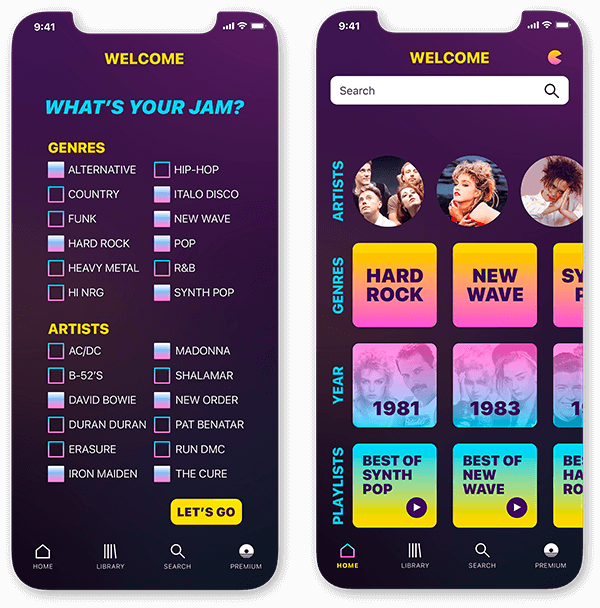 9:41
WELCOME
WHAT'S YOUR JAM?
GENRES
ALTERNATIVE
HIP-HOP
COUNTRY
ITALO DISCO
FUNK
NEW WAVE
HARD ROCK
POP
HEAVY METAL
R&B
HI NRG
SYNTH POP
ARTISTS
AC/DC
MADONNA
B-52'S
SHALAMAR
DAVID BOWIE
NEW ORDER
DURAN DURAN
PAT BENATAR
ERASURE
RUN DMC
IRON MAIDEN
THE CURE
LET'S GO
HOME
LIBRARY
SEARCH
PREMIUM
9:41
WELCOME
Search
ARTISTS
GENRES
HARD
ROCK
NEW
WAVE
SY
P
YEAR
1981
1983
1
PLAYLISTS
BEST OF
SYNTH
POP
BEST OF
NEW
WAVE
BES
HA
RO
HOME
LIBRARY
SEARCH
PREMIUM